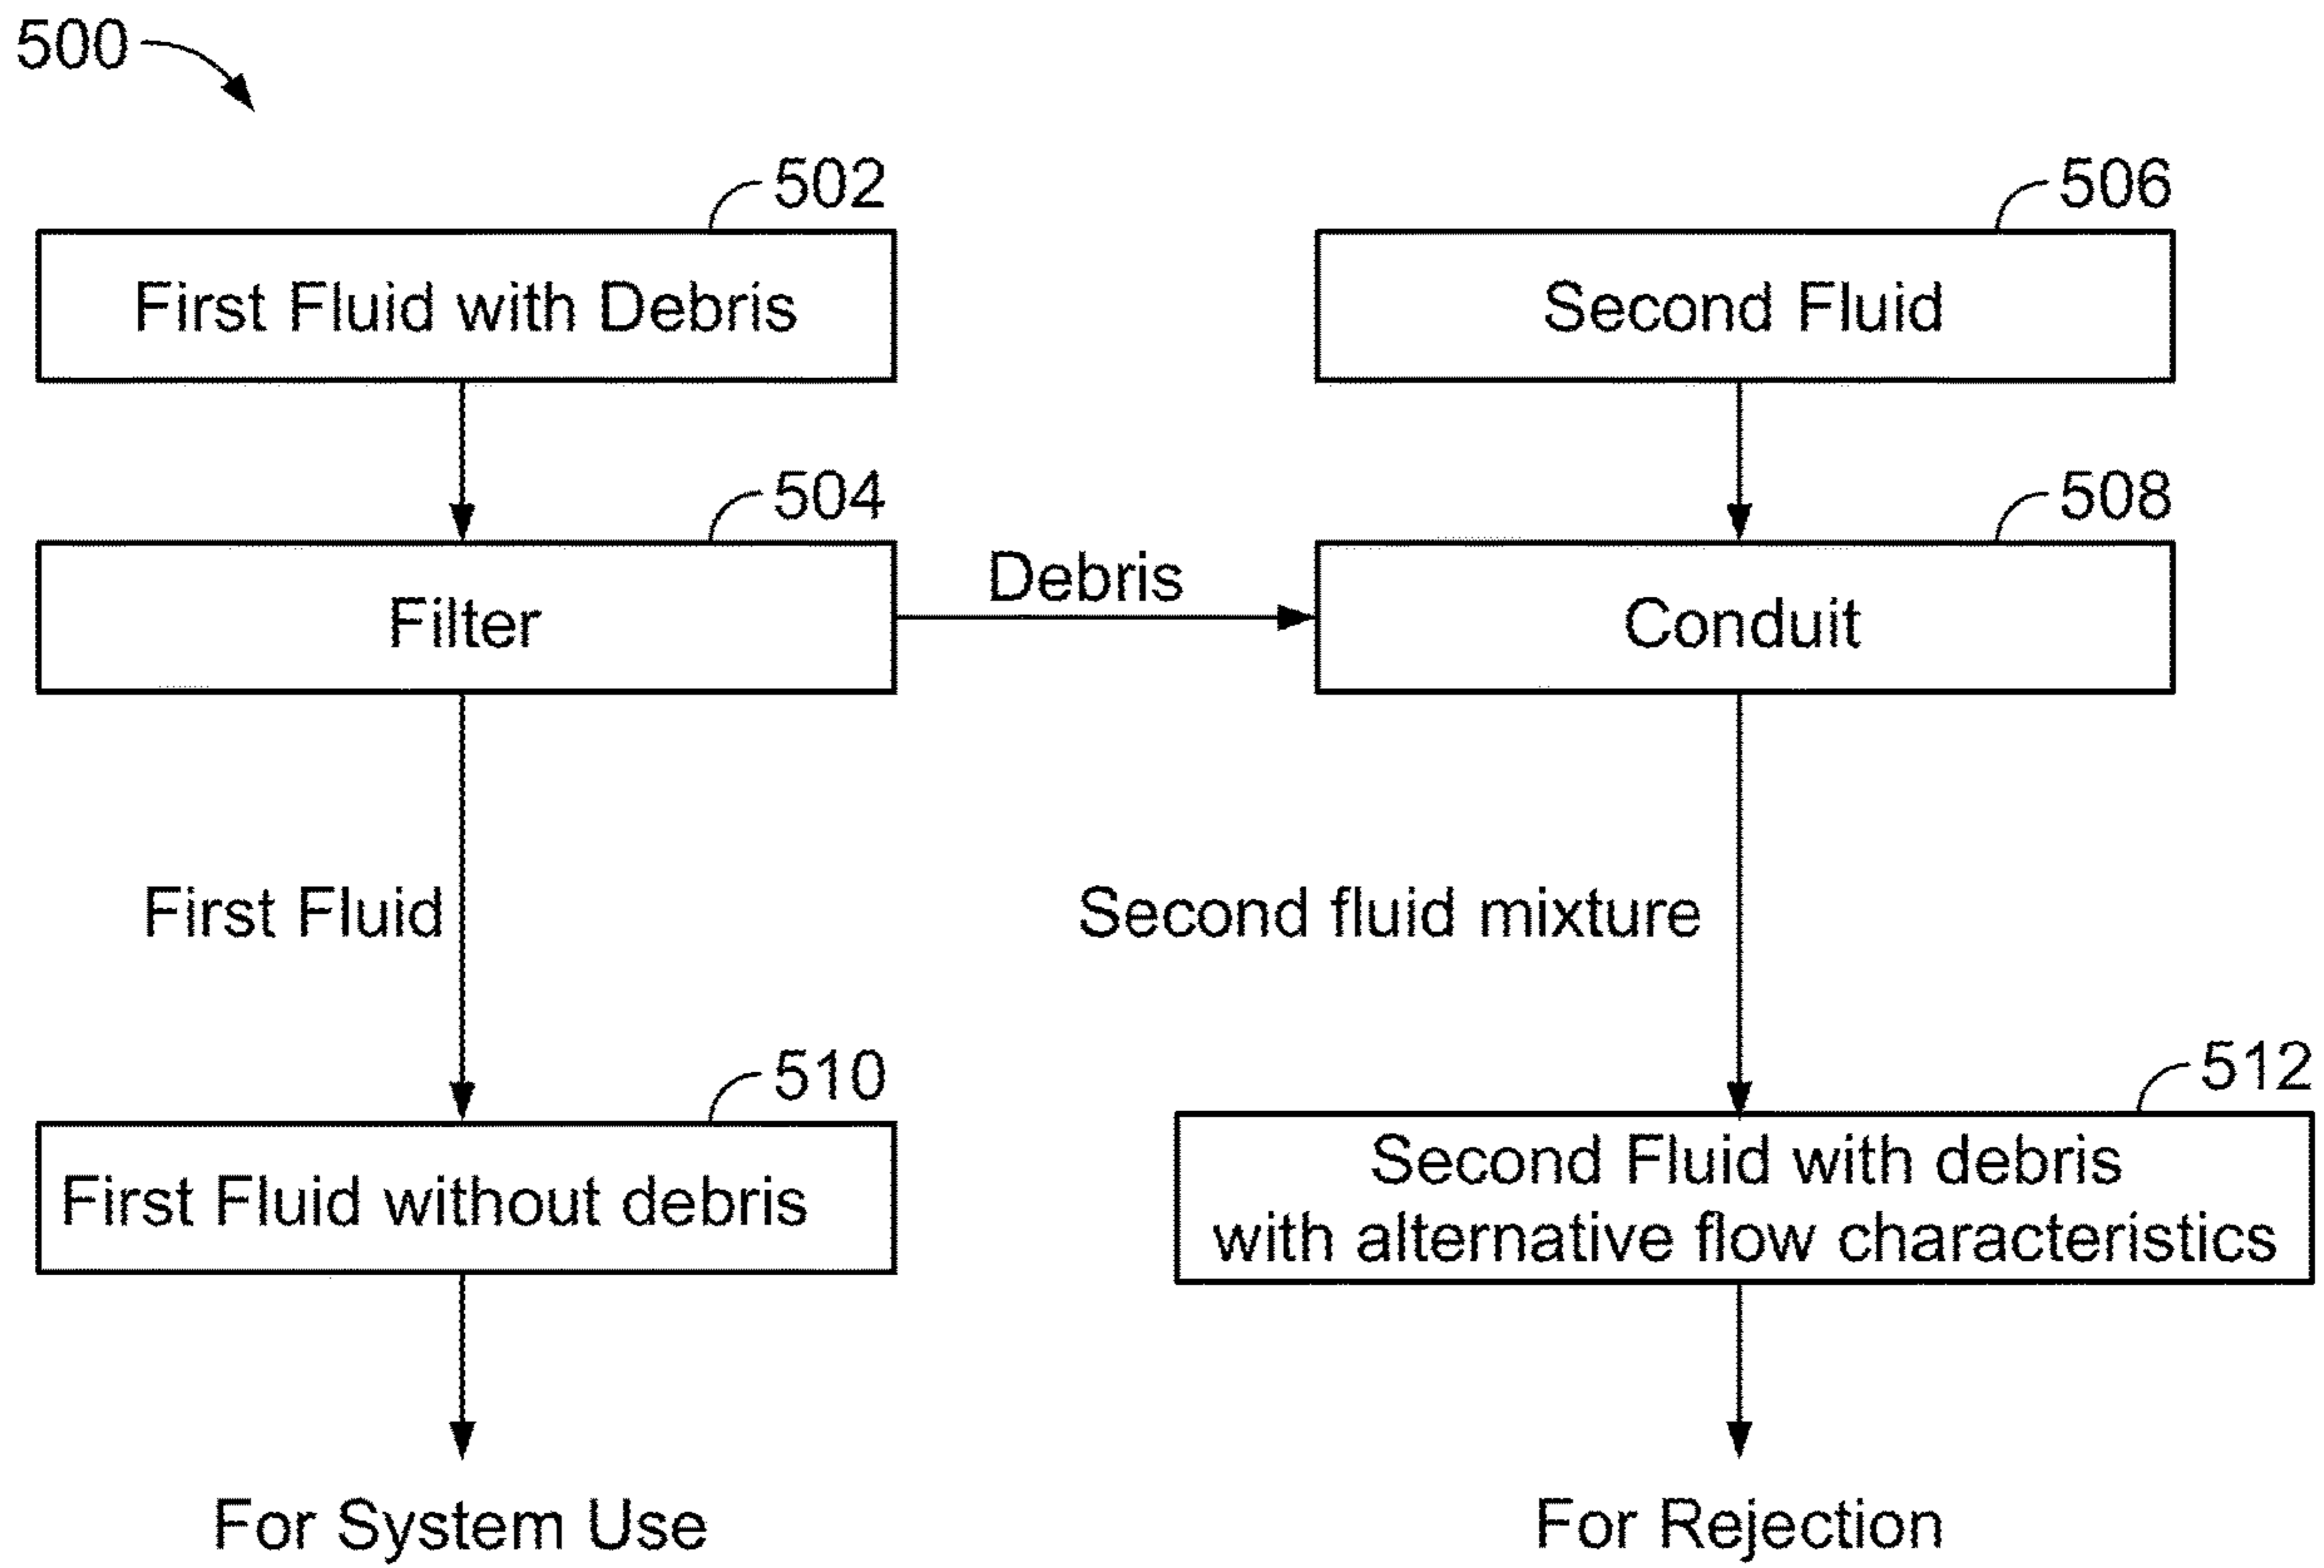 500
502
First Fluid with Debris
506
Second Fluid
504
Filter
Debris
508
Conduit
First Fluid
Second fluid mixture
510
First Fluid without debris
512
Second Fluid with debris
with alternative flow characteristics
For System Use
For Rejection